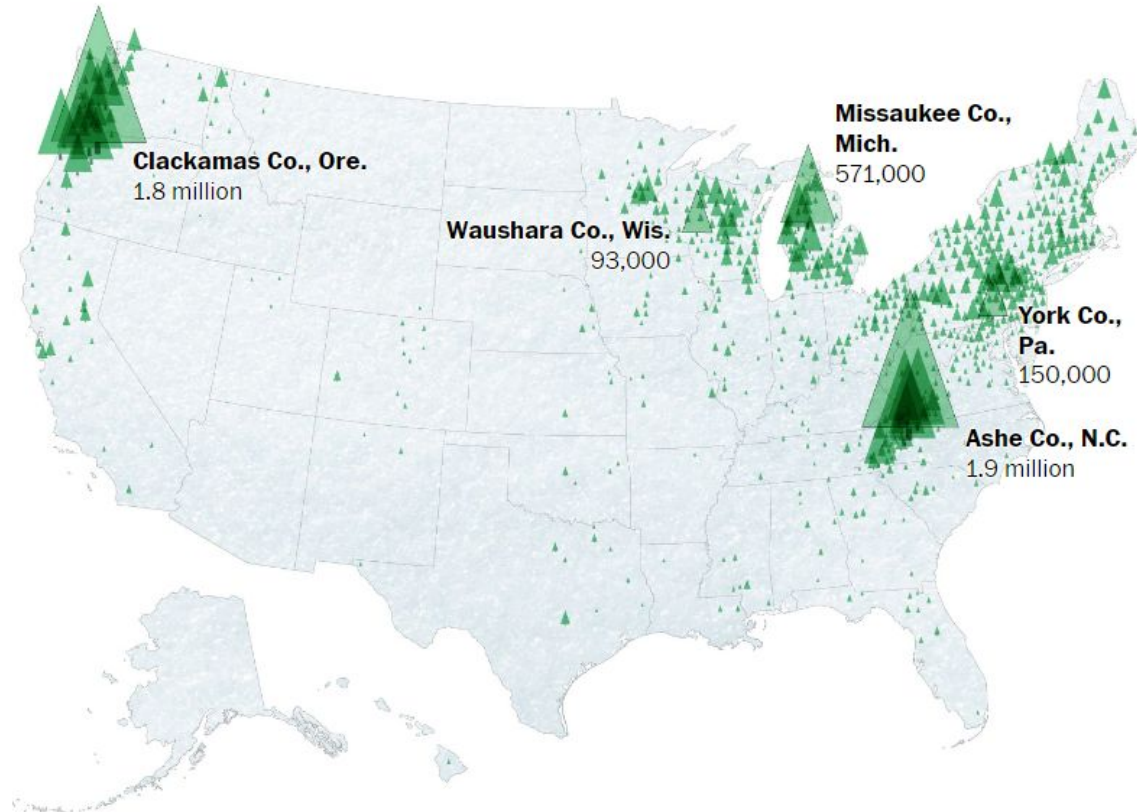 Missaukee Co.,
Mich.
571,000
Clackamas Co., Ore.
1.8 million
Waushara Co., Wis.
93,000
York Co.,
Pa.
150,000
Ashe Co., N.C.
1.9 million